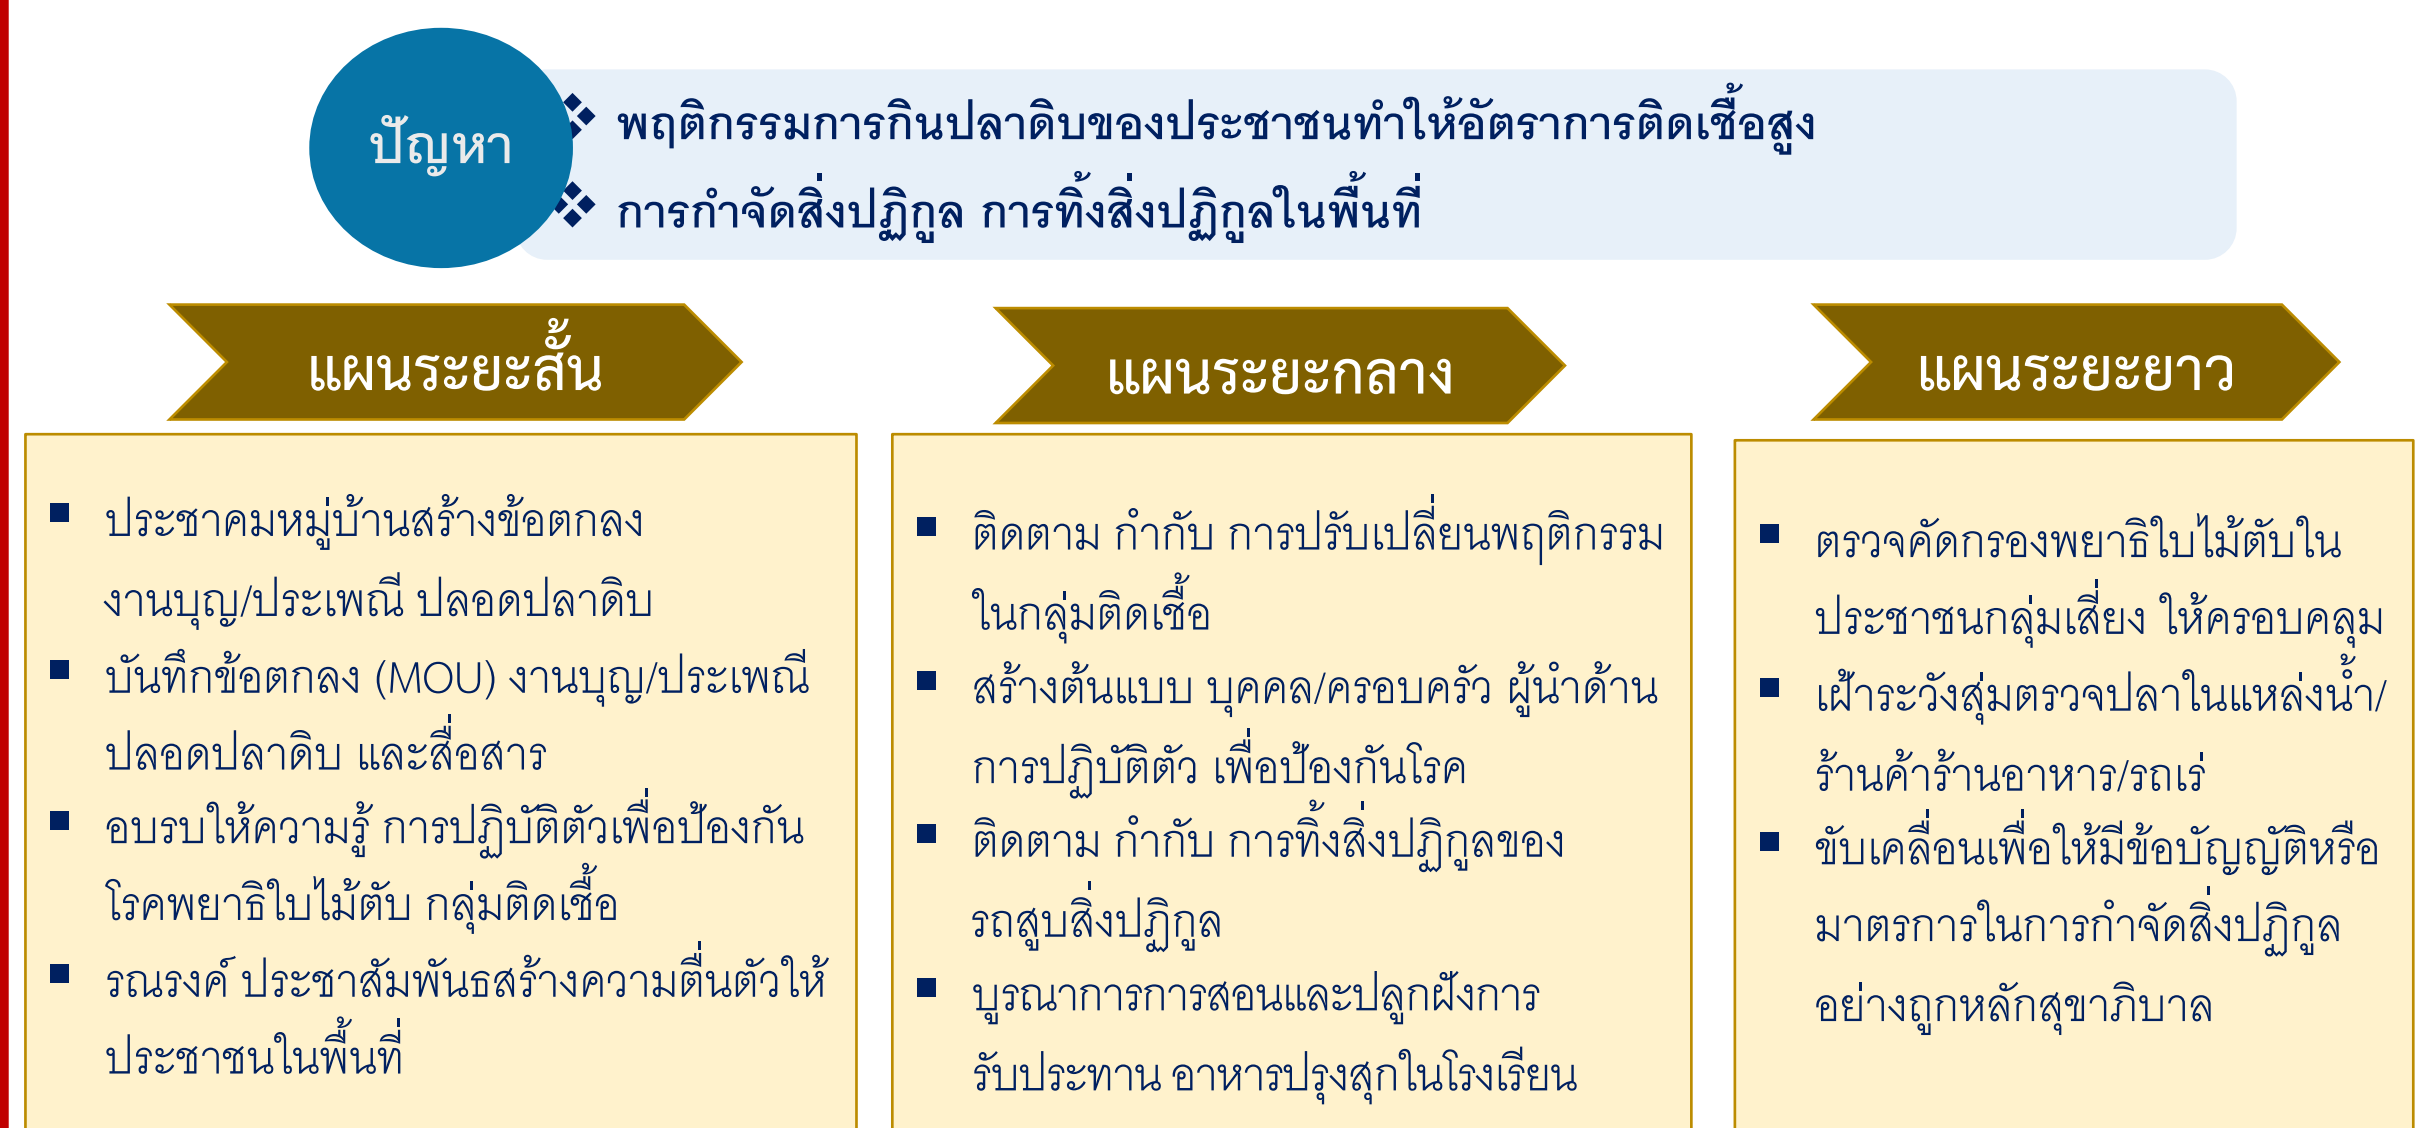 ปัญหา
❖ พฤติกรรมการกินปลาดิบของประชาชนทำให้อัตราการติดเชื้อสูง
❖ การกำจัดสิ่งปฏิกูล การทิ้งสิ่งปฏิกูลในพื้นที่
แผนระยะสั้น
▪ ประชาคมหมู่บ้านสร้างข้อตกลง
งานบุญ/ประเพณี ปลอดปลาดิบ
▪ บันทึกข้อตกลง (MOU) งานบุญ/ประเพณี
ปลอดปลาดิบ และสื่อสาร
▪ อบรบให้ความรู้ การปฏิบัติตัวเพื่อป้องกัน
โรคพยาธิใบไม้ตับ กลุ่มติดเชื้อ
▪ รณรงค์ ประชาสัมพันธสร้างความตื่นตัวให้
ประชาชนในพื้นที่
แผนระยะกลาง
▪ ติดตาม กำกับ การปรับเปลี่ยนพฤติกรรม
ในกลุ่มติดเชื้อ
▪ สร้างต้นแบบ บุคคล/ครอบครัว ผู้นำด้าน
การปฏิบัติตัว เพื่อป้องกันโรค
▪ ติดตาม กำกับ การทิ้งสิ่งปฏิกูลของ
รถสูบสิ่งปฏิกูล
▪ บูรณาการการสอนและปลูกฝังการ
รับประทาน อาหารปรุงสุกในโรงเรียน
แผนระยะยาว
▪ ตรวจคัดกรองพยาธิใบไม้ตับใน
ประชาชนกลุ่มเสี่ยง ให้ครอบคลุม
▪ เฝ้าระวังสุ่มตรวจปลาในแหล่งน้ำ/
ร้านค้าร้านอาหาร/รถเร่
▪ ขับเคลื่อนเพื่อให้มีข้อบัญญัติหรือ
มาตรการในการกำจัดสิ่งปฏิกูล
อย่างถูกหลักสุขาภิบาล